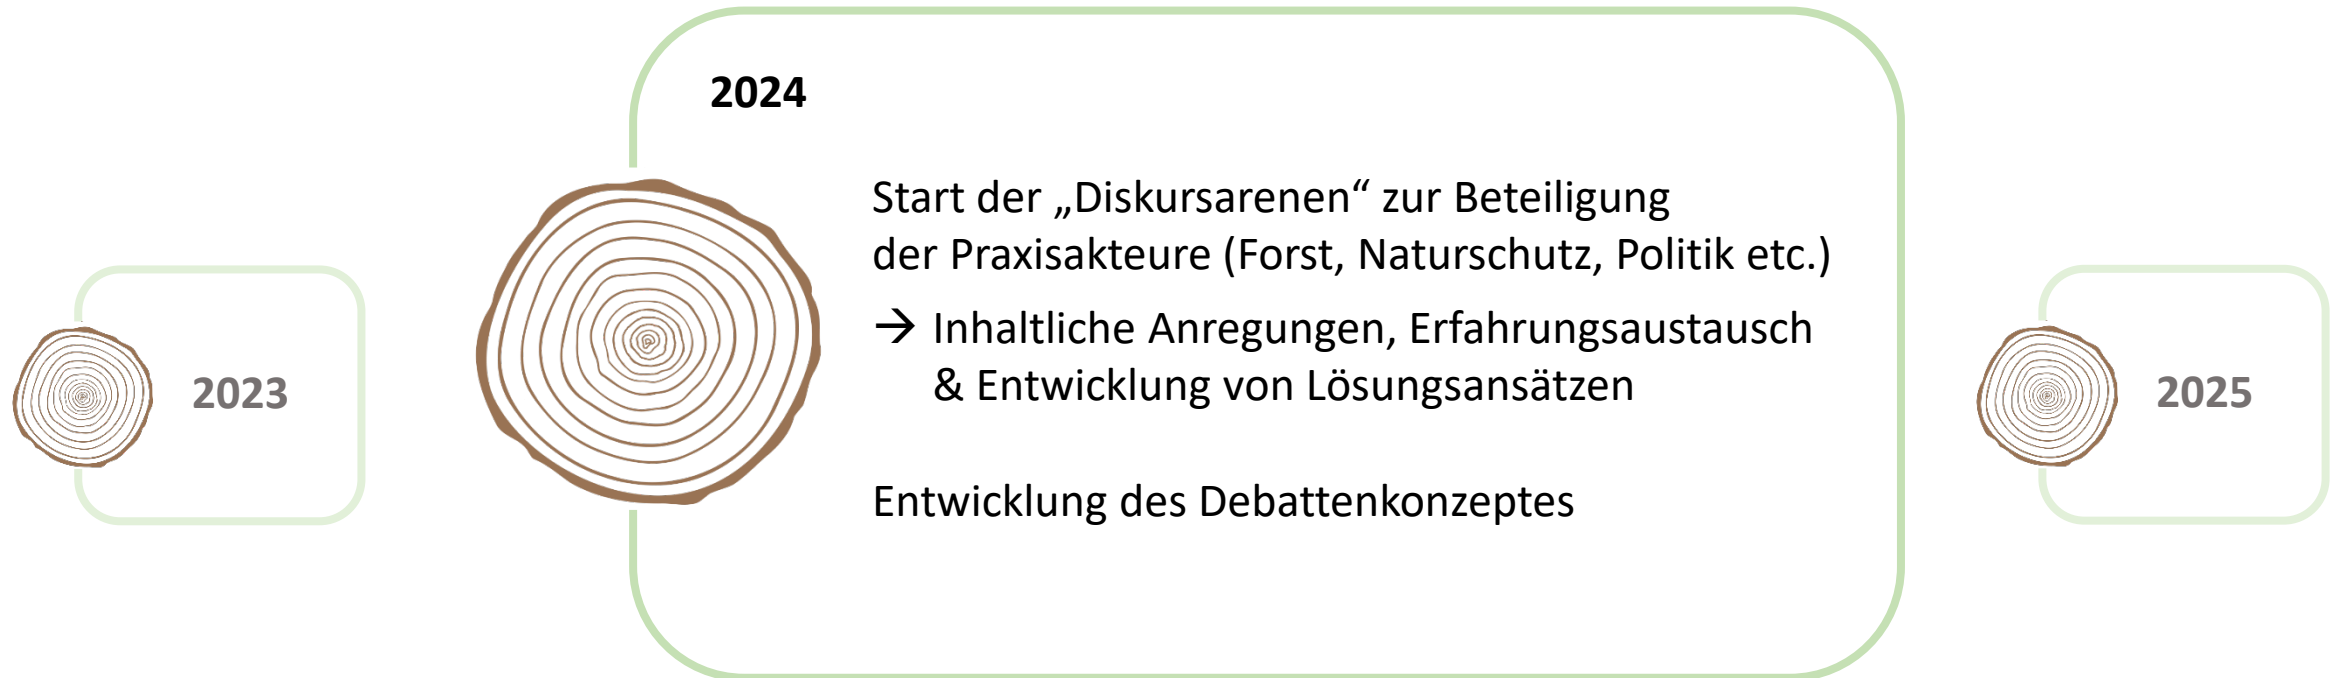 2023
2024
Start der „Diskursarenen“ zur Beteiligung
der Praxisakteure (Forst, Naturschutz, Politik etc.)
→ Inhaltliche Anregungen, Erfahrungsaustausch
& Entwicklung von Lösungsansätzen
Entwicklung des Debattenkonzeptes
2025